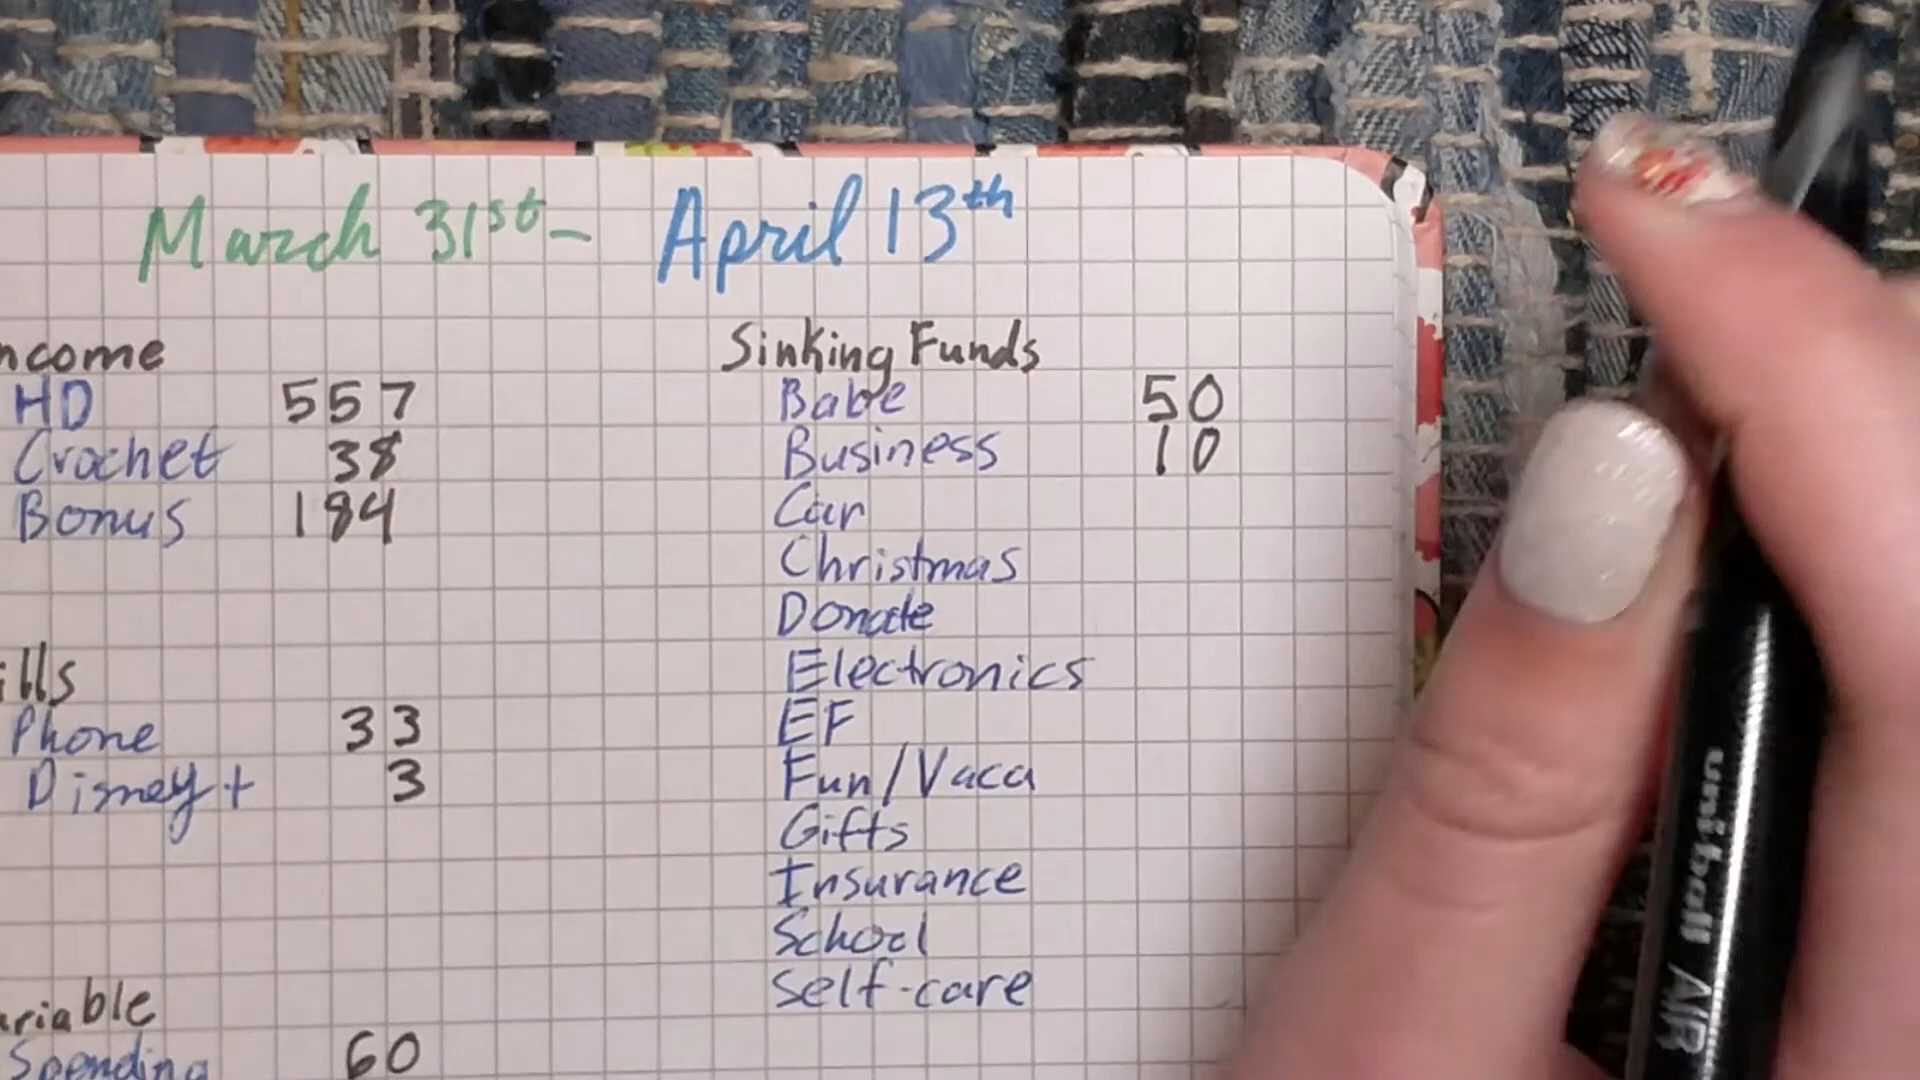 March 31st - April 13th
ncome
HD 557
Crochet 38
Bonus 184
ills
Phone 33
Disney+ 3
ariable
Spending 60
Sinking Funds
Babe 50
Business 10
Car
Christmas
Donate
Electronics
EF
Fun/Vaca
Gifts
Insurance
School
Self-care
uniball AIR